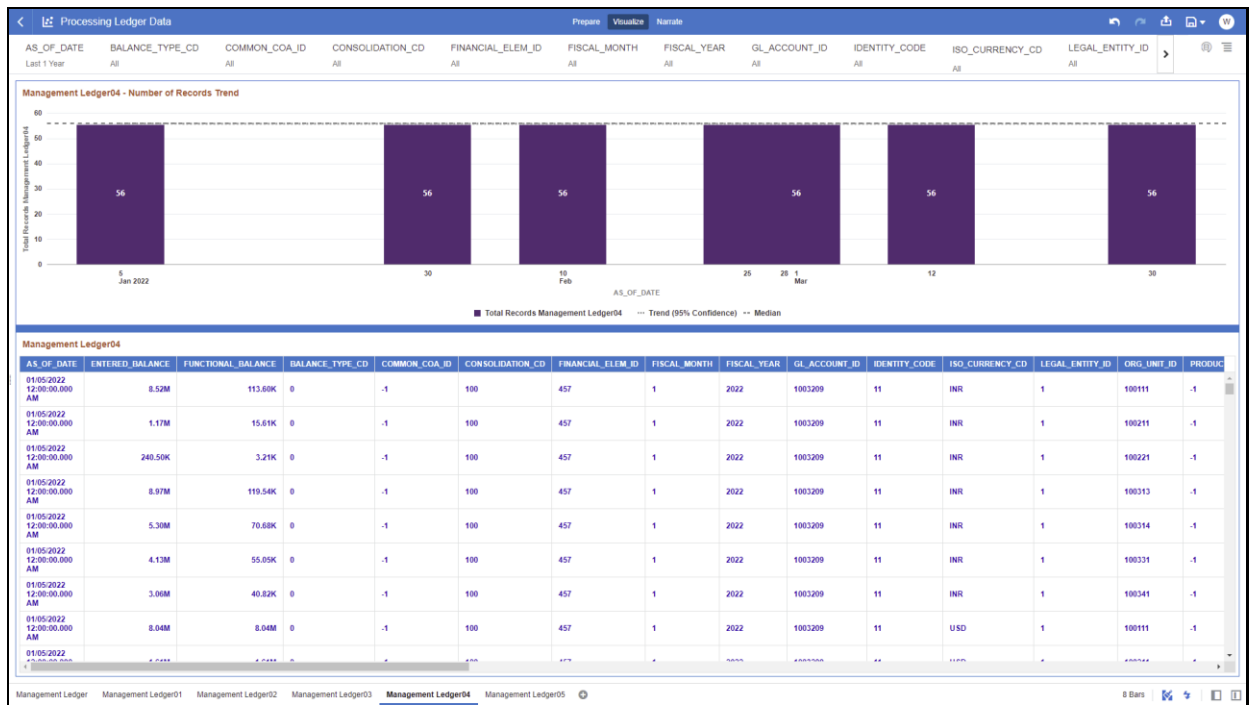 Processing Ledger Data Prepare Visualize Narrate W
AS_OF_DATE BALANCE_TYPE_CD COMMON_COA_ID CONSOLIDATION_CD FINANCIAL_ELEM_ID FISCAL_MONTH FISCAL_YEAR GL_ACCOUNT_ID IDENTITY_CODE ISO_CURRENCY_CD LEGAL_ENTITY_ID
Last 1 Year All All All All All All All All All All
Management Ledger04 - Number of Records Trend
Total Records Management Ledger04
60
50
40
30
20
10
0
56 56 56 56 56 56
5 30 10 25 28 1 12 30
Jan 2022 Feb Mar
AS_OF_DATE
Total Records Management Ledger04 Trend (95% Confidence) Median
Management Ledger04
AS_OF_DATE ENTERED_BALANCE FUNCTIONAL_BALANCE BALANCE_TYPE_CD COMMON_COA_ID CONSOLIDATION_CD FINANCIAL_ELEM_ID FISCAL_MONTH FISCAL_YEAR GL_ACCOUNT_ID IDENTITY_CODE ISO_CURRENCY_CD LEGAL_ENTITY_ID ORG_UNIT_ID PRODUC
01/05/2022
12:00:00.000 8.52M 113.60K 0 -1 100 457 1 2022 1003209 11 INR 1 100111 -1
AM
01/05/2022
12:00:00.000 1.17M 15.61K 0 -1 100 457 1 2022 1003209 11 INR 1 100211 -1
AM
01/05/2022
12:00:00.000 240.50K 3.21K 0 -1 100 457 1 2022 1003209 11 INR 1 100221 -1
AM
01/05/2022
12:00:00.000 8.97M 119.54K 0 -1 100 457 1 2022 1003209 11 INR 1 100313 -1
AM
01/05/2022
12:00:00.000 5.30M 70.68K 0 -1 100 457 1 2022 1003209 11 INR 1 100314 -1
AM
01/05/2022
12:00:00.000 4.13M 55.05K 0 -1 100 457 1 2022 1003209 11 INR 1 100331 -1
AM
01/05/2022
12:00:00.000 3.06M 40.82K 0 -1 100 457 1 2022 1003209 11 INR 1 100341 -1
AM
01/05/2022
12:00:00.000 8.04M 8.04M 0 -1 100 457 1 2022 1003209 11 USD 1 100111 -1
AM
01/05/2022
Management Ledger Management Ledger01 Management Ledger02 Management Ledger03 Management Ledger04 Management Ledger05 8 Bars